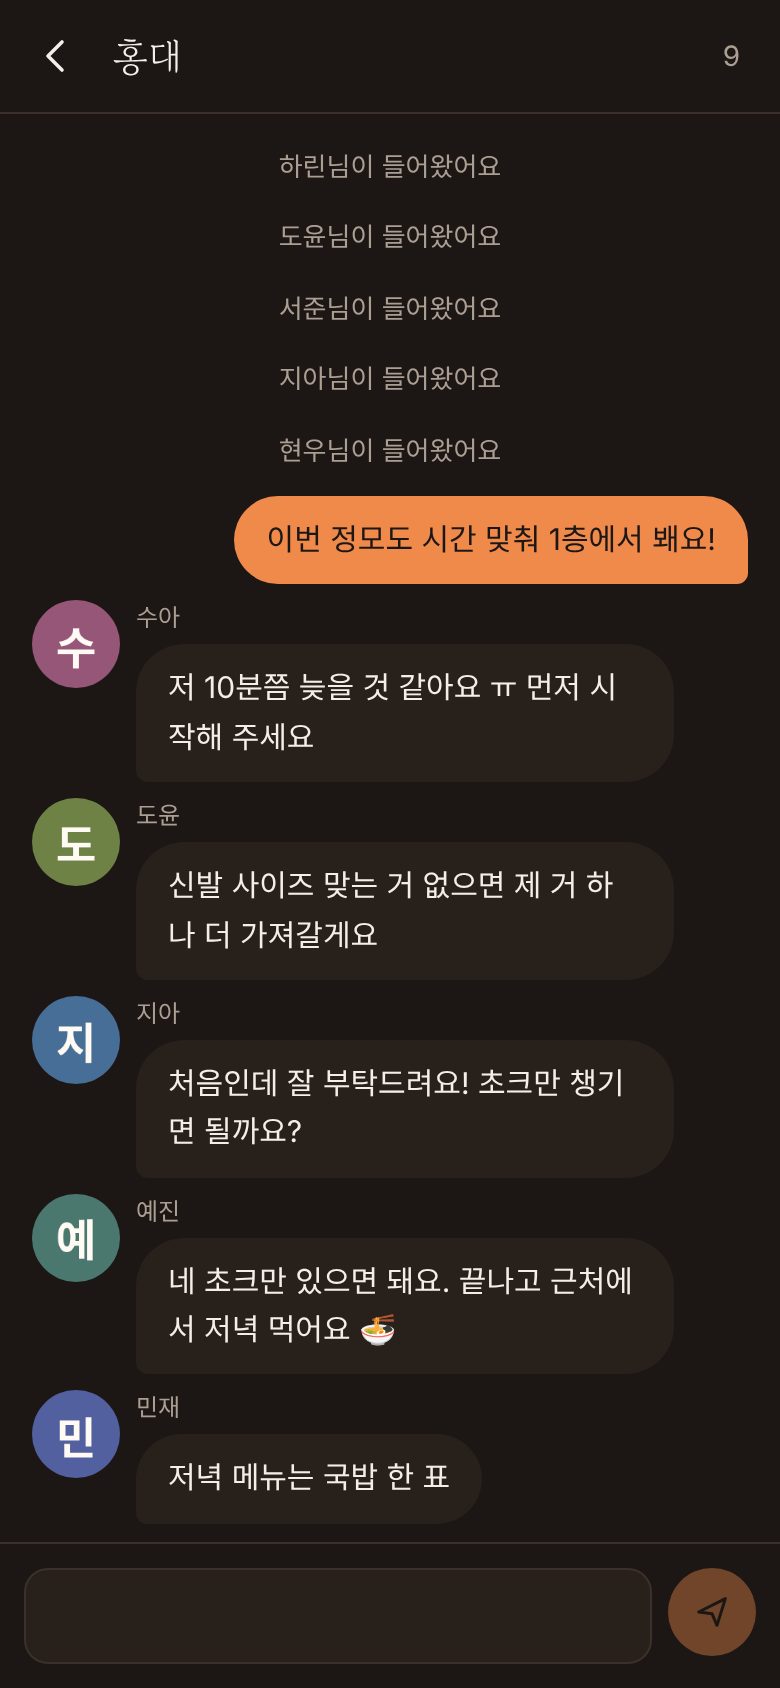 홍대
9
하린님이 들어왔어요
도윤님이 들어왔어요
서준님이 들어왔어요
지아님이 들어왔어요
현우님이 들어왔어요
이번 정모도 시간 맞춰 1층에서 봬요!
수
수아
저 10분쯤 늦을 것 같아요 ㅠ 먼저 시
작해 주세요
도
도윤
신발 사이즈 맞는 거 없으면 제 거 하
나 더 가져갈게요
지
지아
처음인데 잘 부탁드려요! 초크만 챙기
면 될까요?
예
예진
네 초크만 있으면 돼요. 끝나고 근처에
서 저녁 먹어요 🍜
민
민재
저녁 메뉴는 국밥 한 표